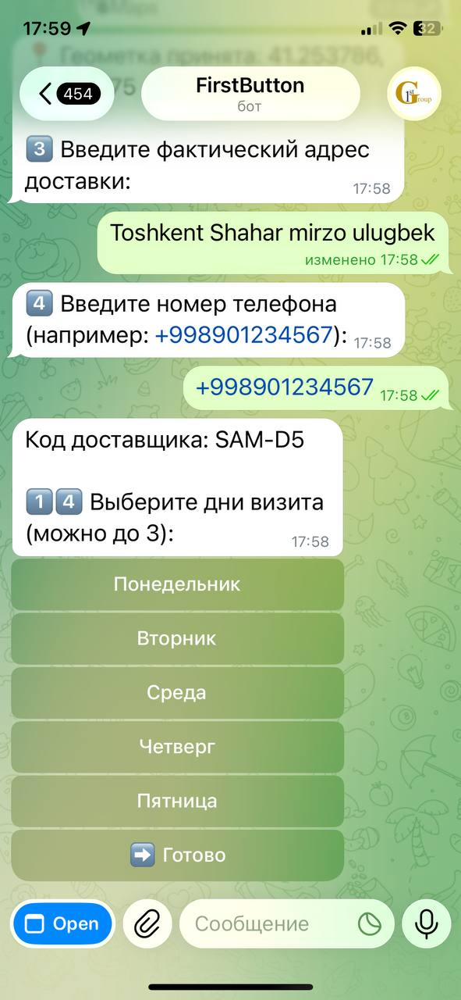 17:59
32
Геометка принята: 41.253786,
75
454
FirstButton
бот
G 1st roup
3 Введите фактический адрес
доставки:
17:58
Toshkent Shahar mirzo ulugbek
изменено 17:58
4 Введите номер телефона
(например: +998901234567):
17:58
+998901234567
17:58
Код доставщика: SAM-D5
1 4 Выберите дни визита
(можно до 3):
17:58
Понедельник
Вторник
Среда
Четверг
Пятница
Готово
Open
Сообщение